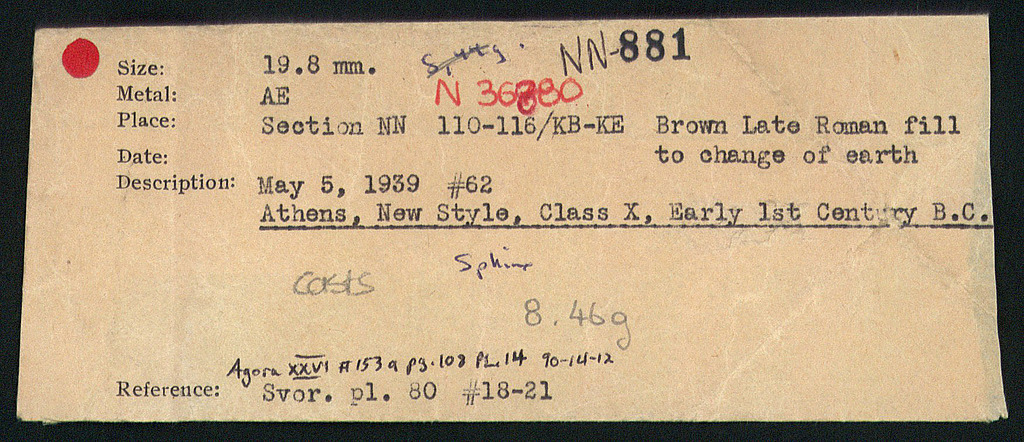 Size: 19.8 mm. NN-881
Metal: AE N 36880
Place: Section NN 110-116/KB-KE Brown Late Roman fill
to change of earth
Date:
Description: May 5, 1939 #62
Athens, New Style, Class X, Early 1st Century B.C.
Sphinx
casts
8.46g
Agora XXVI #153a pg.108 PL.14 90-14-12
Reference: Svor. pl. 80 #18-21